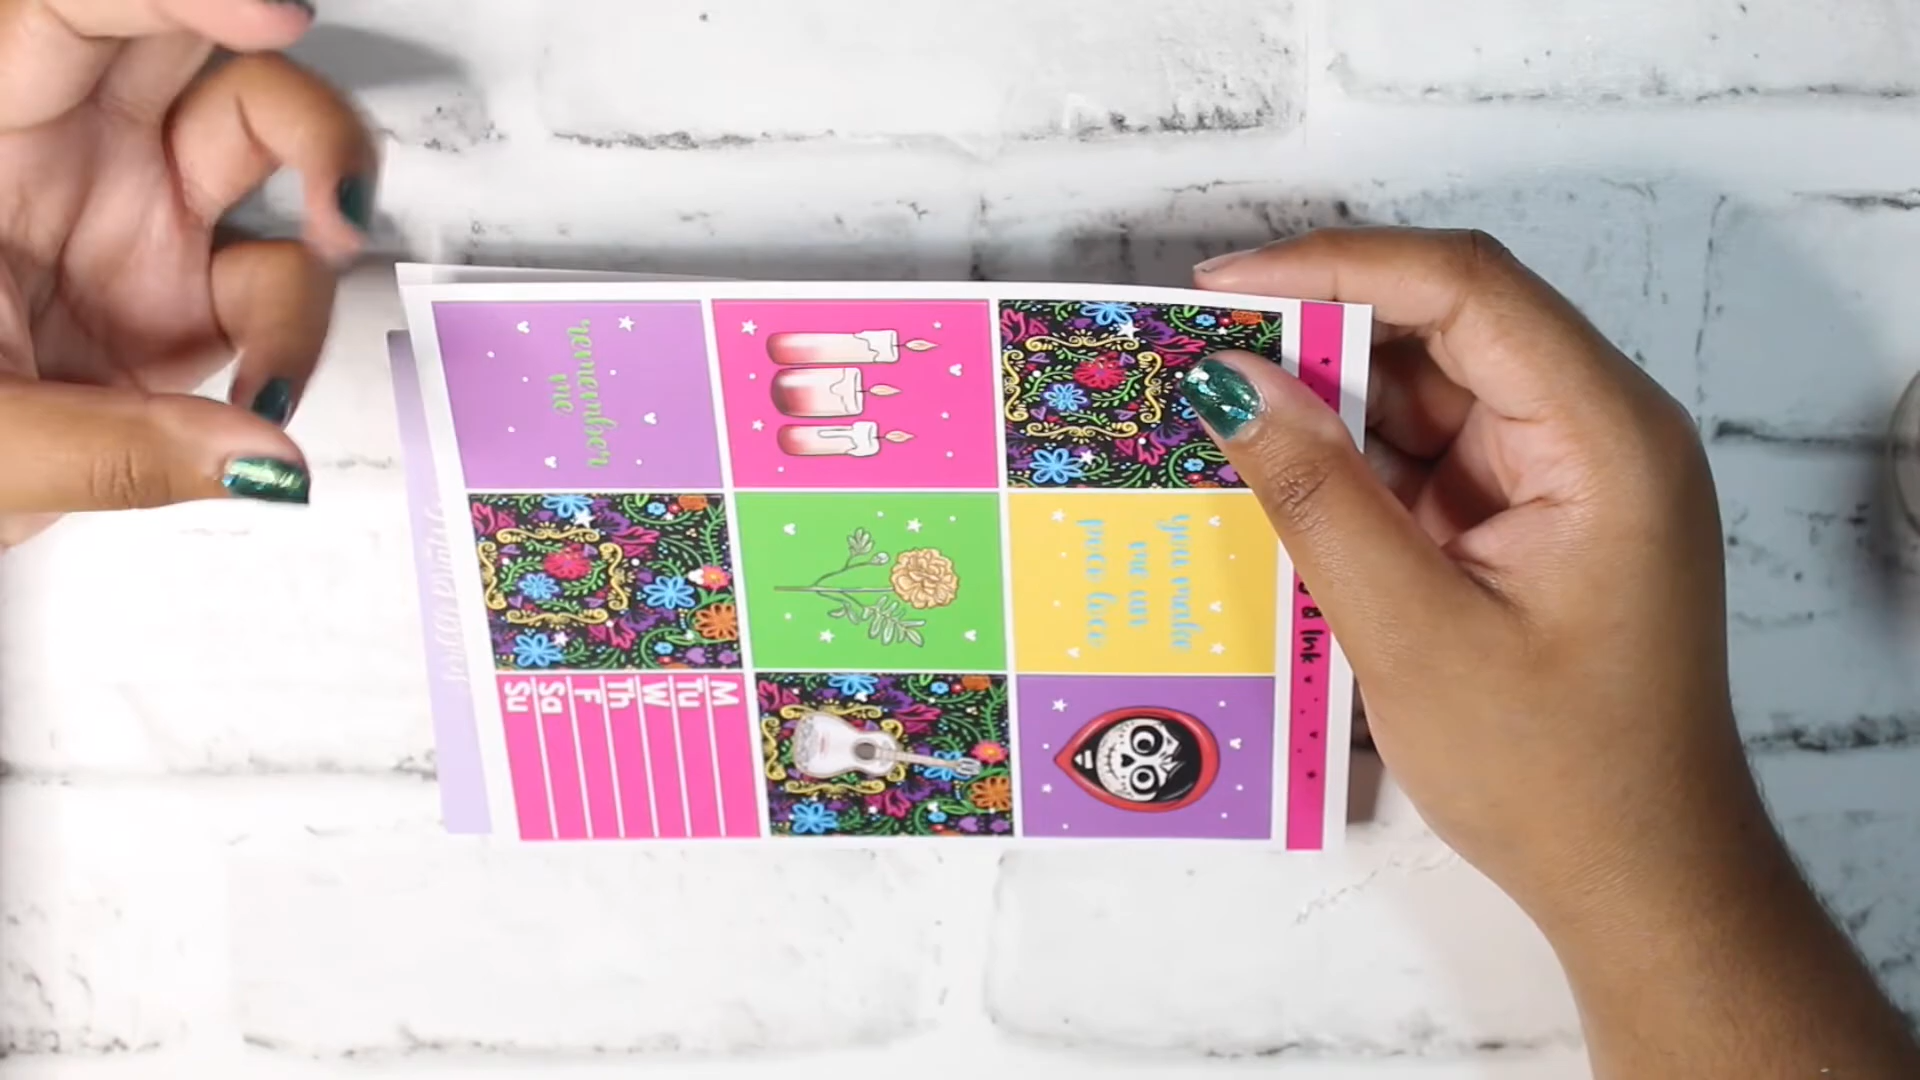 remember
me
you make
me un
poco loco
M
Tu
W
Th
F
Sa
Su
& Ink